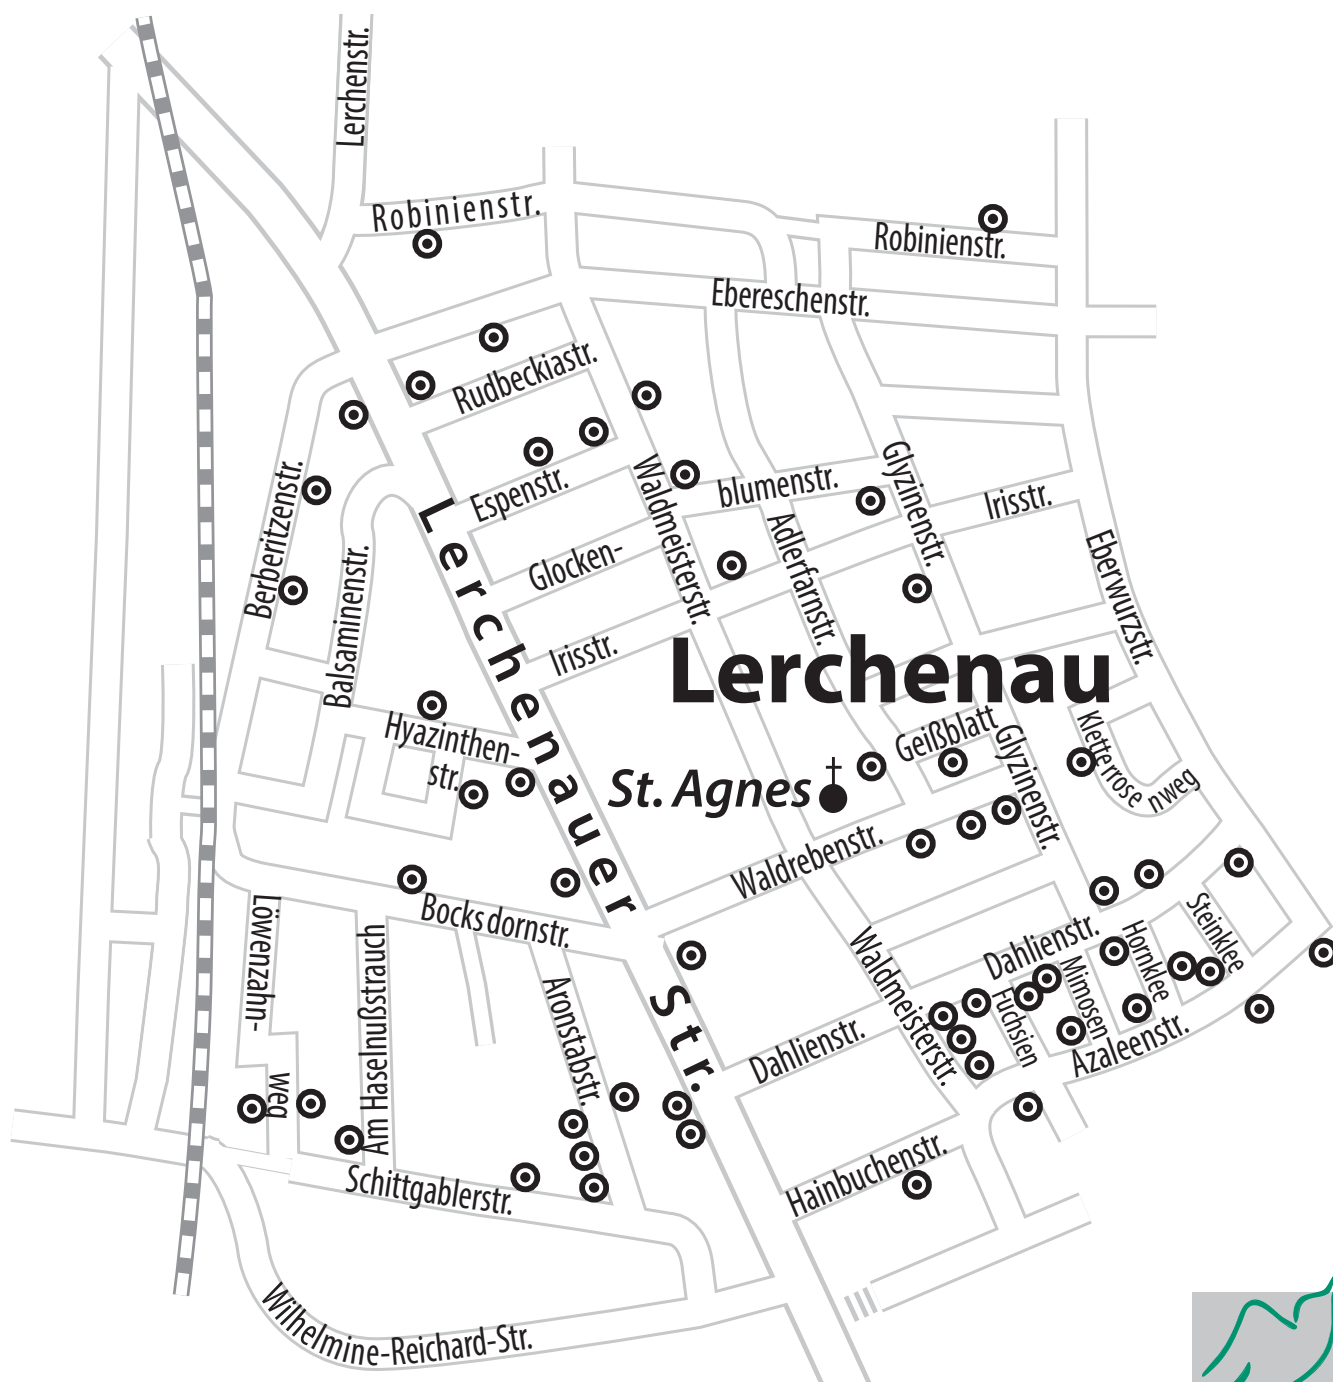 Lerchenstr.
Robinienstr.
Robinienstr.
Ebereschenstr.
Rudbeckiastr.
Espenstr.
Waldmeisterstr.
blumenstr.
Glyzinenstr.
Irisstr.
Adlerfarnstr.
Glocken-
Irisstr.
Eberwurzstr.
Berberitzenstr.
Balsaminenstr.
Lerchenauer
Str.
Lerchenau
Hyazinthen-
str.
St. Agnes
Geißblatt
Glyzinenstr.
Kletterrose
nweg
Waldrebenstr.
Bocksdornstr.
Löwenzahn-
weg
Am Haselnußstrauch
Aronstabstr.
Waldmeisterstr.
Dahlienstr.
Dahlienstr.
Fuchsien
Mimosen
Hornklee
Steinklee
Azaleenstr.
Hainbuchenstr.
Schittgablerstr.
Wilhelmine-Reichard-Str.